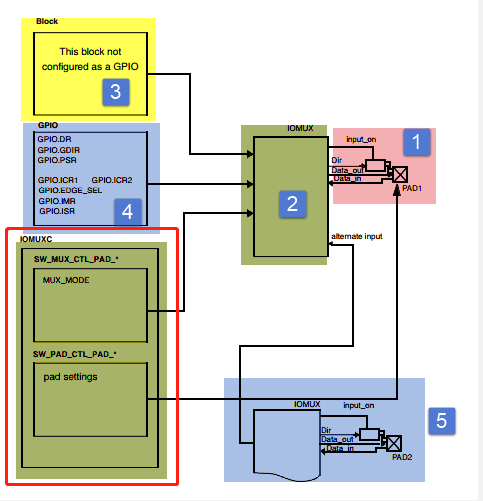 Block
This block not
configured as a GPIO
3
GPIO
GPIO.DR
GPIO.GDIR
GPIO.PSR
GPIO.ICR1 GPIO.ICR2
GPIO.EDGE_SEL
GPIO.IMR
GPIO.ISR
4
IOMUX
2
input_on
1
Dir
Data_out
Data_in
PAD1
alternate input
IOMUXC
SW_MUX_CTL_PAD_*
MUX_MODE
SW_PAD_CTL_PAD_*
pad settings
IOMUX
input_on
Dir
Data_out
Data_in
PAD2
5